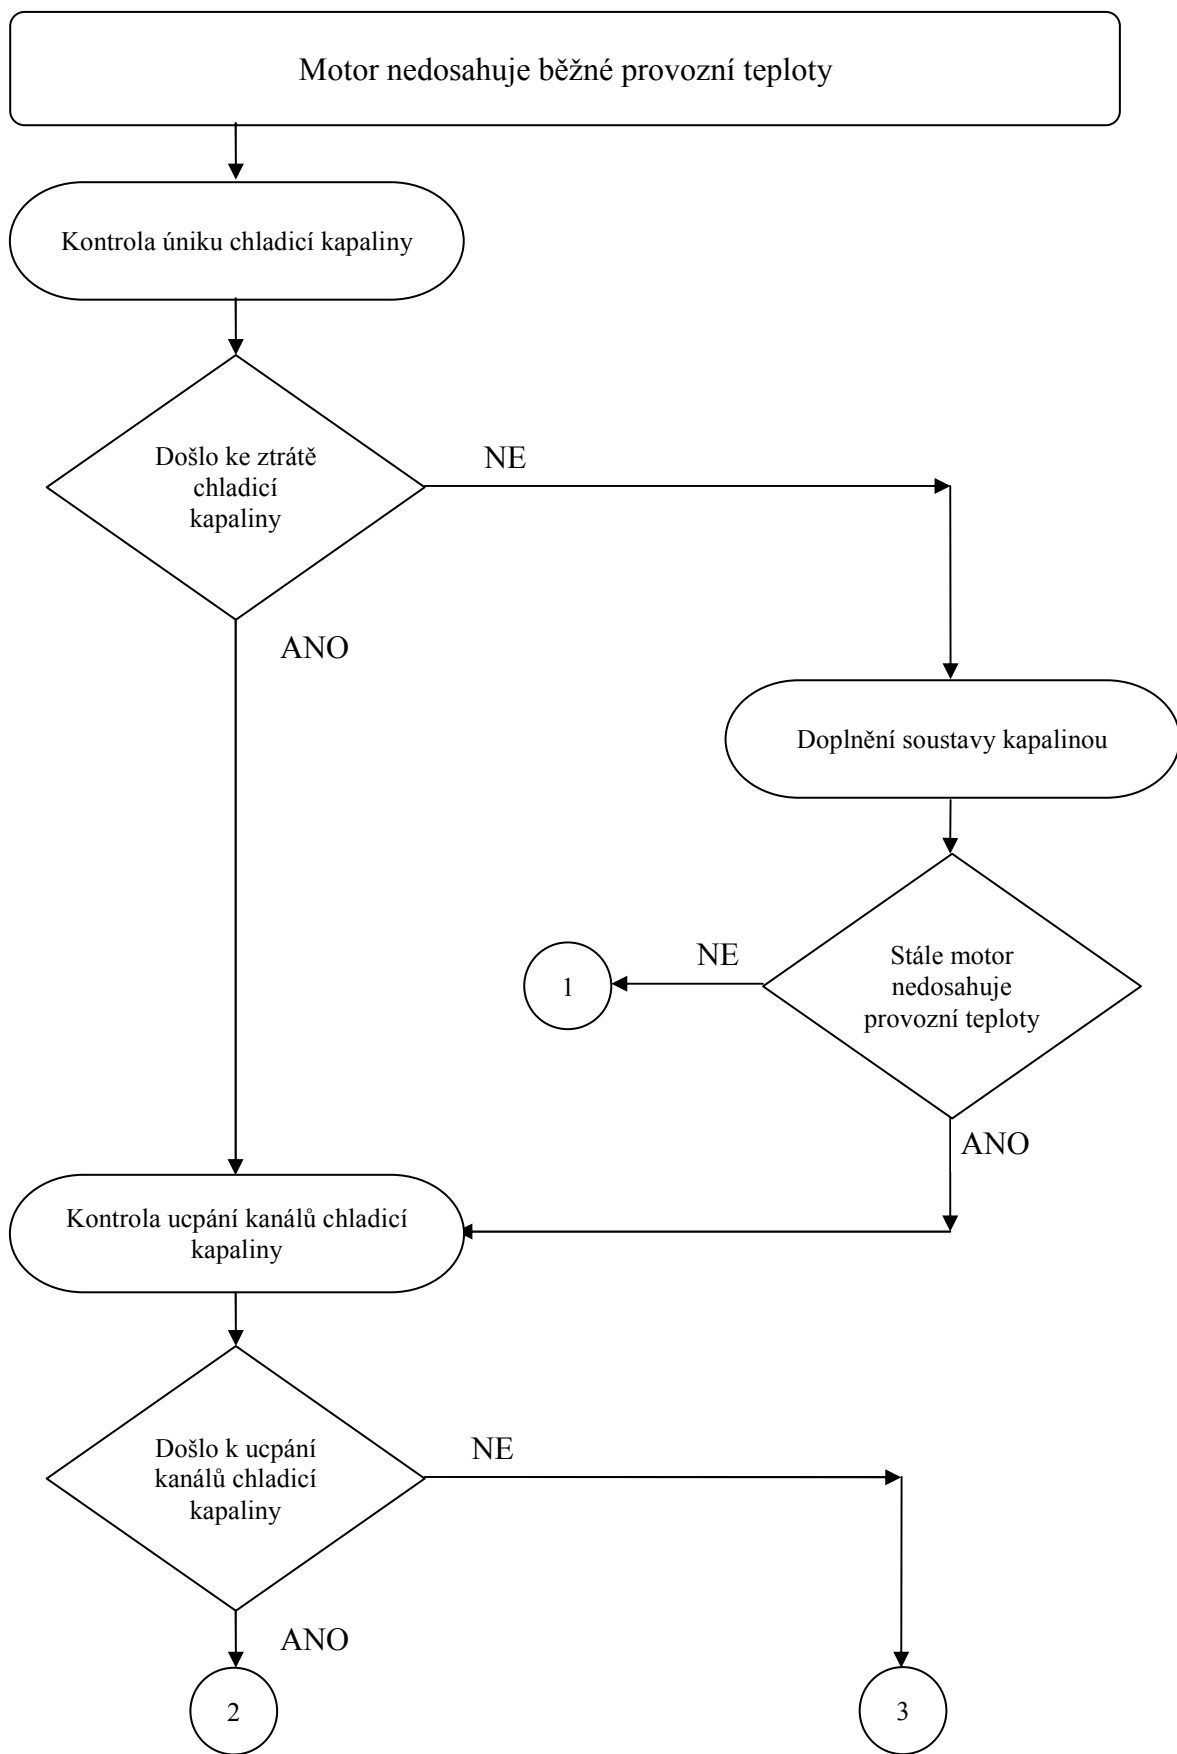 Motor nedosahuje běžné provozní teploty
Kontrola úniku chladicí kapaliny
Došlo ke ztrátě
chladicí
kapaliny
NE
ANO
Doplnění soustavy kapalinou
Stále motor
nedosahuje
provozní teploty
NE
1
ANO
Kontrola ucpání kanálů chladicí
kapaliny
Došlo k ucpání
kanálů chladicí
kapaliny
NE
ANO
2
3